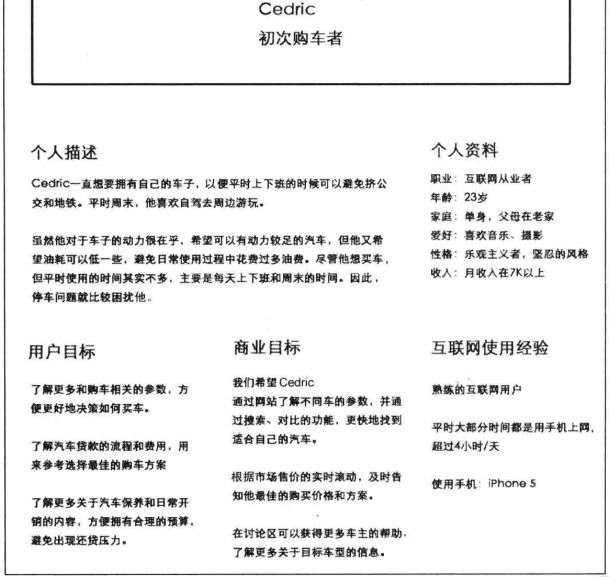 Cedric
初次购车者
个人描述
Cedric一直想要拥有自己的车子，以便平时上下班的时候可以避免挤公
交和地铁。平时周末，他喜欢自驾去周边游玩。
虽然他对于车子的动力很在乎，希望可以有动力较足的汽车，但他又希
望油耗可以低一些，避免日常使用过程中花费过多油费。尽管他想买车，
但平时使用的时间其实不多，主要是每天上下班和周末的时间。因此，
停车问题就比较困扰他。
个人资料
职业：互联网从业者
年龄：23岁
家庭：单身，父母在老家
爱好：喜欢音乐、摄影
性格：乐观主义者，坚忍的风格
收入：月收入在7K以上
用户目标
了解更多和购车相关的参数，方
便更好地决策如何买车。
了解汽车贷款的流程和费用，用
来参考选择最佳的购车方案
了解更多关于汽车保养和日常开
销的内容，方便拥有合理的预算，
避免出现还贷压力。
商业目标
我们希望Cedric
通过网站了解不同车的参数，并通
过搜索、对比的功能，更快地找到
适合自己的汽车。
根据市场售价的实时滚动，及时告
知他最佳的购买价格和方案。
在讨论区可以获得更多车主的帮助，
了解更多关于目标车型的信息。
互联网使用经验
熟练的互联网用户
平时大部分时间都是用手机上网，
超过4小时/天
使用手机：iPhone 5